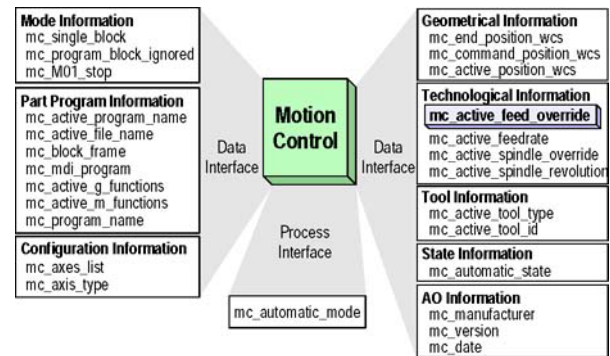 Mode Information
mc_single_block
mc_program_block_ignored
mc_M01_stop
Part Program Information
mc_active_program_name
mc_active_file_name
mc_block_frame
mc_mdi_program
mc_active_g_functions
mc_active_m_functions
mc_program_name
Configuration Information
mc_axes_list
mc_axis_type
Data
Interface
Motion
Control
Process
Interface
mc_automatic_mode
Data
Interface
Geometrical Information
mc_end_position_wcs
mc_command_position_wcs
mc_active_position_wcs
Technological Information
mc_active_feed_override
mc_active_feedrate
mc_active_spindle_override
mc_active_spindle_revolution
Tool Information
mc_active_tool_type
mc_active_tool_id
State Information
mc_automatic_state
AO Information
mc_manufacturer
mc_version
mc_date